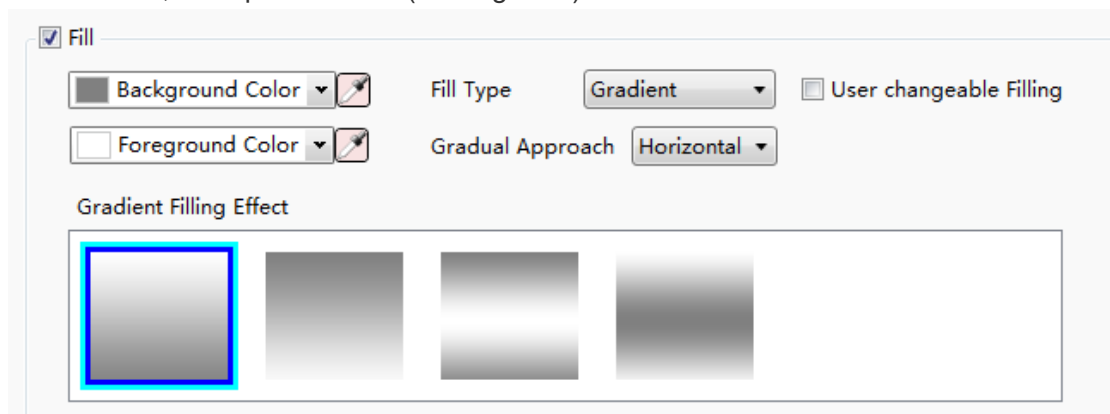 Fill
Background Color Fill Type Gradient User changeable Filling
Foreground Color Gradual Approach Horizontal
Gradient Filling Effect